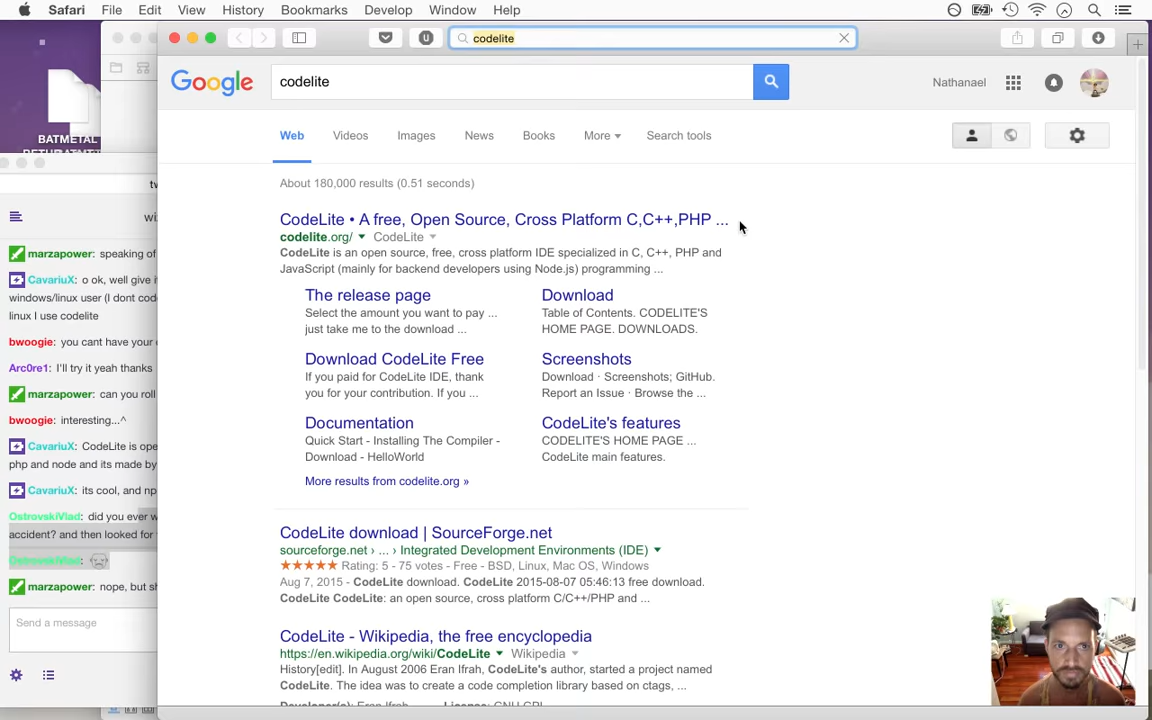 Safari File Edit View History Bookmarks Develop Window Help
codelite
BATMETAL
Google
codelite
Nathanael
Web Videos Images News Books More Search tools
About 180,000 results (0.51 seconds)
CodeLite • A free, Open Source, Cross Platform C,C++,PHP ...
codelite.org/ CodeLite
CodeLite is an open source, free, cross platform IDE specialized in C, C++, PHP and
JavaScript (mainly for backend developers using Node.js) programming ...
The release page
Select the amount you want to pay ...
just take me to the download ...
Download
Table of Contents. CODELITE'S
HOME PAGE. DOWNLOADS.
Download CodeLite Free
If you paid for CodeLite IDE, thank
you for your contribution. If you ...
Screenshots
Download · Screenshots; GitHub.
Report an Issue · Browse the ...
Documentation
Quick Start - Installing The Compiler -
Download - HelloWorld
CodeLite's features
CODELITE'S HOME PAGE ...
CodeLite main features.
More results from codelite.org »
CodeLite download | SourceForge.net
sourceforge.net › ... › Integrated Development Environments (IDE)
Rating: 5 - 75 votes - Free - BSD, Linux, Mac OS, Windows
Aug 7, 2015 - CodeLite download. CodeLite 2015-08-07 05:46:13 free download.
CodeLite CodeLite: an open source, cross platform C/C++/PHP and ...
CodeLite - Wikipedia, the free encyclopedia
https://en.wikipedia.org/wiki/CodeLite Wikipedia
History[edit]. In August 2006 Eran Ifrah, CodeLite's author, started a project named
CodeLite. The idea was to create a code completion library based on ctags, ...
Developer(s): Eran Ifrah License: GNU GPL
marzapower: speaking of
CavariuX: o ok, well give i
windows/linux user (I dont cod
linux I use codelite
bwoogie: you cant have your
Arc0re1: I'll try it yeah thanks
marzapower: can you roll
bwoogie: interesting...^
CavariuX: CodeLite is ope
php and node and its made by
CavariuX: its cool, and np
OstrovskiVlad: did you ever w
accident? and then looked for
OstrovskiVlad:
marzapower: nope, but sh
Send a message